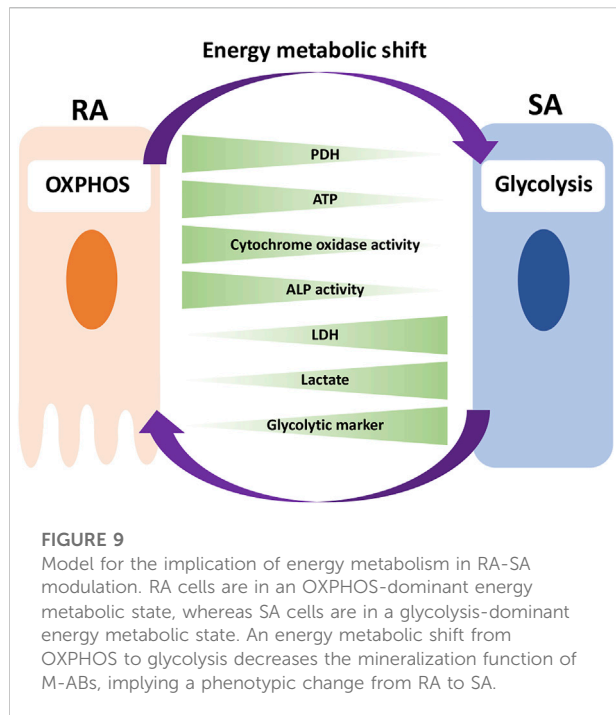 Energy metabolic shift
RA
SA
OXPHOS
Glycolysis
PDH
ATP
Cytochrome oxidase activity
ALP activity
LDH
Lactate
Glycolytic marker
FIGURE 9
Model for the implication of energy metabolism in RA-SA
modulation. RA cells are in an OXPHOS-dominant energy
metabolic state, whereas SA cells are in a glycolysis-dominant
energy metabolic state. An energy metabolic shift from
OXPHOS to glycolysis decreases the mineralization function of
M-ABs, implying a phenotypic change from RA to SA.